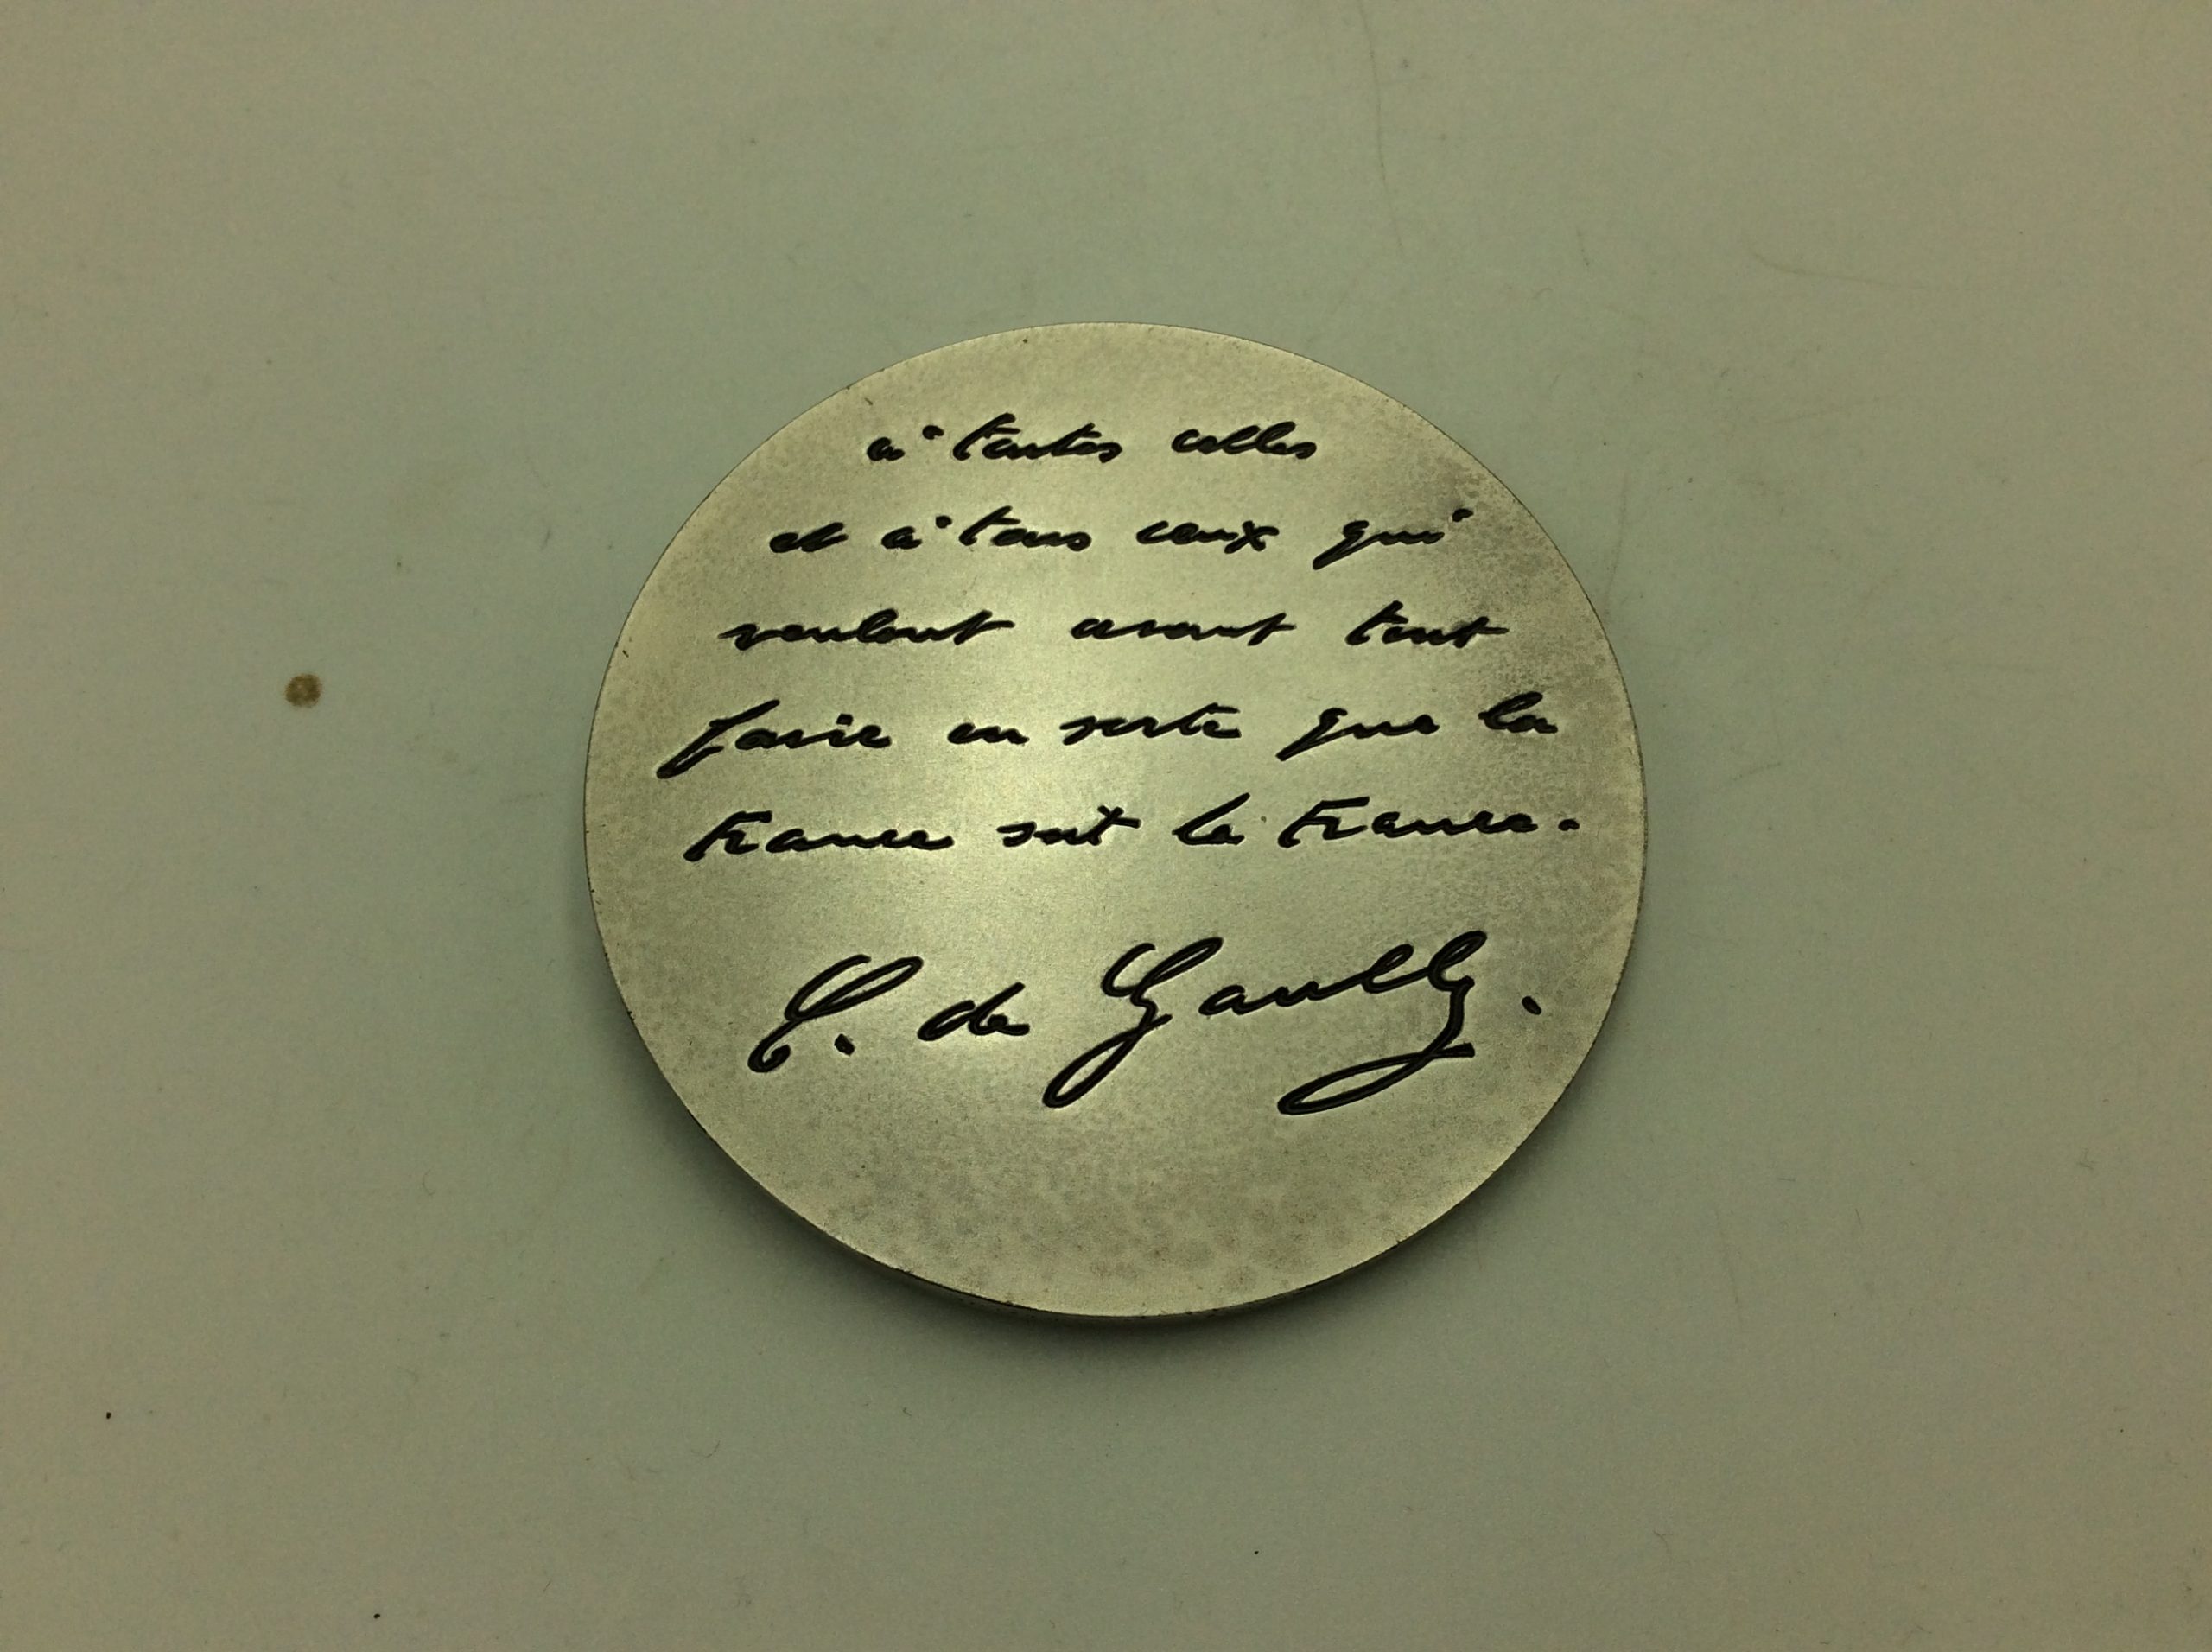 à toutes celles
et à tous ceux qui
veulent avant tout
faire en sorte que la
France soit la France.
C. de Gaulle.